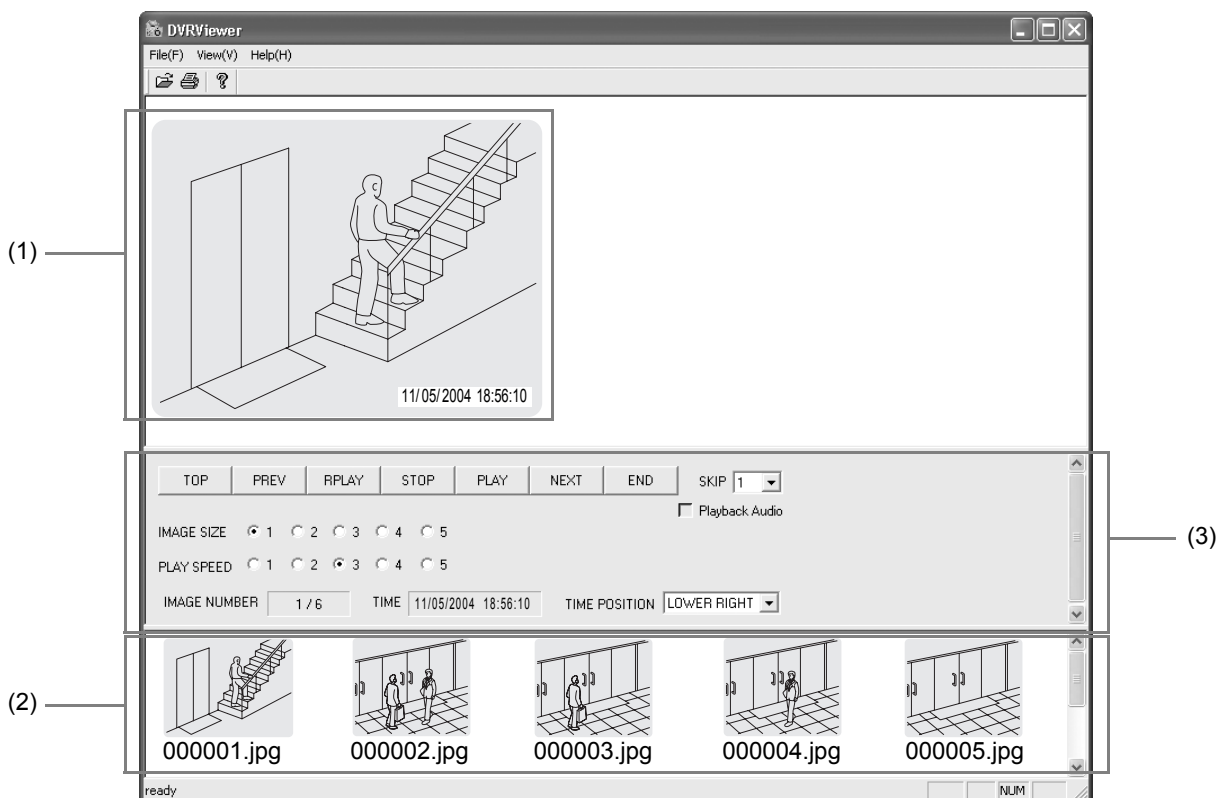 DVRViewer
File(F) View(V) Help(H)
(1)
11/05/2004 18:56:10
TOP PREV RPLAY STOP PLAY NEXT END SKIP 1
Playback Audio
IMAGE SIZE 1 2 3 4 5
(3)
PLAY SPEED 1 2 3 4 5
IMAGE NUMBER 1 / 6 TIME 11/05/2004 18:56:10 TIME POSITION LOWER RIGHT
(2)
000001.jpg 000002.jpg 000003.jpg 000004.jpg 000005.jpg
ready NUM